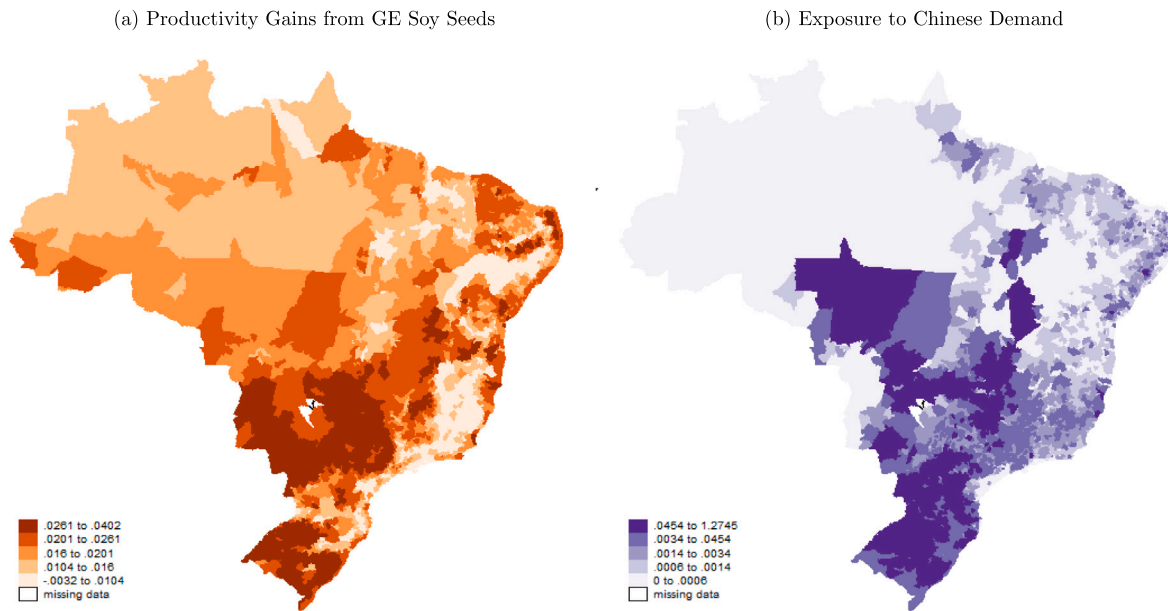 (a) Productivity Gains from GE Soy Seeds
(b) Exposure to Chinese Demand
.0261 to .0402
.0201 to .0261
.016 to .0201
.0104 to .016
-.0032 to .0104
missing data
.0454 to 1.2745
.0034 to .0454
.0014 to .0034
.0006 to .0014
0 to .0006
missing data